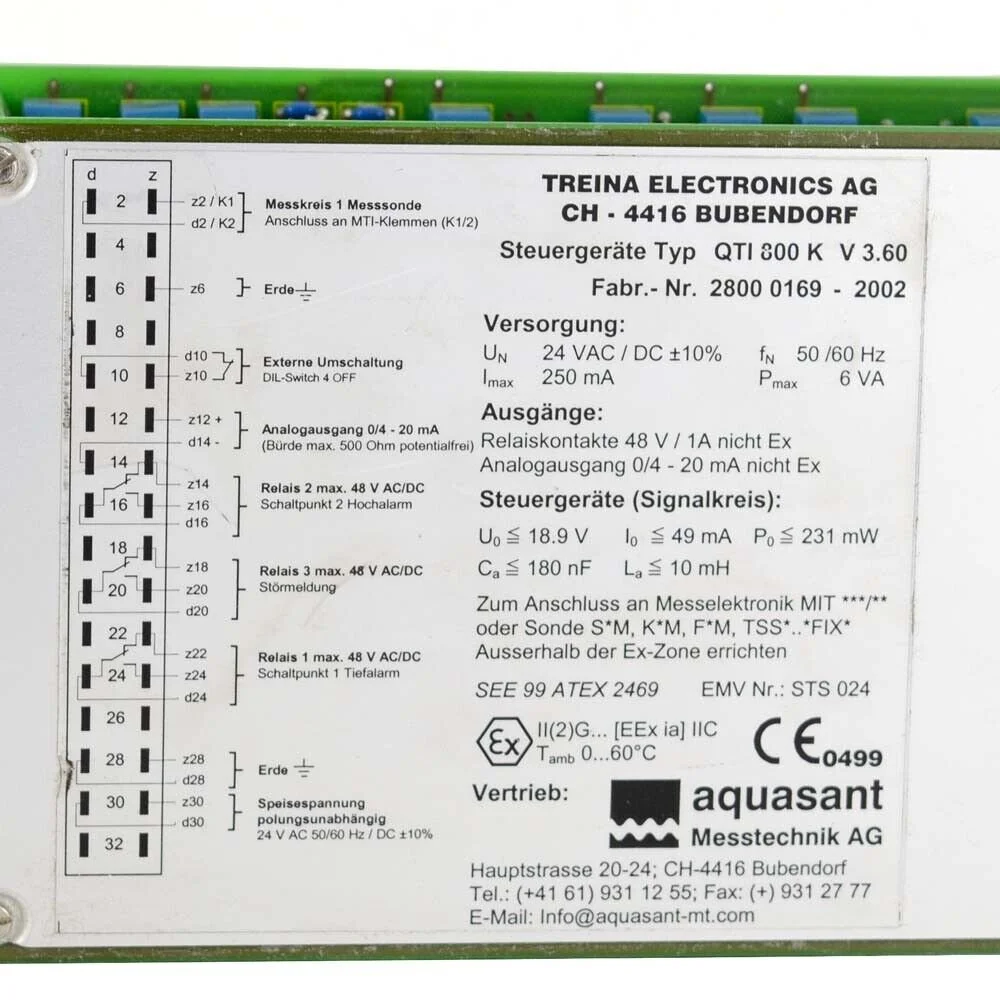 d z
2
z2 / K1
d2 / K2
Messkreis 1 Messsonde
Anschluss an MTI-Klemmen (K1/2)
4
6
z6
Erde
8
10
d10
z10
Externe Umschaltung
DIL-Switch 4 OFF
12
z12 +
d14 -
Analogausgang 0/4 - 20 mA
(Bürde max. 500 Ohm potentialfrei)
14
16
z14
z16
d16
Relais 2 max. 48 V AC/DC
Schaltpunkt 2 Hochalarm
18
20
z18
z20
d20
Relais 3 max. 48 V AC/DC
Störmeldung
22
24
z22
z24
d24
Relais 1 max. 48 V AC/DC
Schaltpunkt 1 Tiefalarm
26
28
z28
d28
Erde
30
z30
d30
Speisespannung
polungsunabhängig
24 V AC 50/60 Hz / DC ±10%
32
TREINA ELECTRONICS AG
CH - 4416 BUBENDORF
Steuergeräte Typ QTI 800 K V 3.60
Fabr.- Nr. 2800 0169 - 2002
Versorgung:
UN 24 VAC / DC ±10% fN 50 /60 Hz
Imax 250 mA Pmax 6 VA
Ausgänge:
Relaiskontakte 48 V / 1A nicht Ex
Analogausgang 0/4 - 20 mA nicht Ex
Steuergeräte (Signalkreis):
U0 ≦ 18.9 V I0 ≦ 49 mA P0 ≦ 231 mW
Ca ≦ 180 nF La ≦ 10 mH
Zum Anschluss an Messelektronik MIT ***/**
oder Sonde S*M, K*M, F*M, TSS*..*FIX*
Ausserhalb der Ex-Zone errichten
SEE 99 ATEX 2469 EMV Nr.: STS 024
Ex II(2)G... [EEx ia] IIC
Tamb 0...60°C
CE 0499
Vertrieb:
aquasant
Messtechnik AG
Hauptstrasse 20-24; CH-4416 Bubendorf
Tel.: (+41 61) 931 12 55; Fax: (+) 931 27 77
E-Mail: Info@aquasant-mt.com